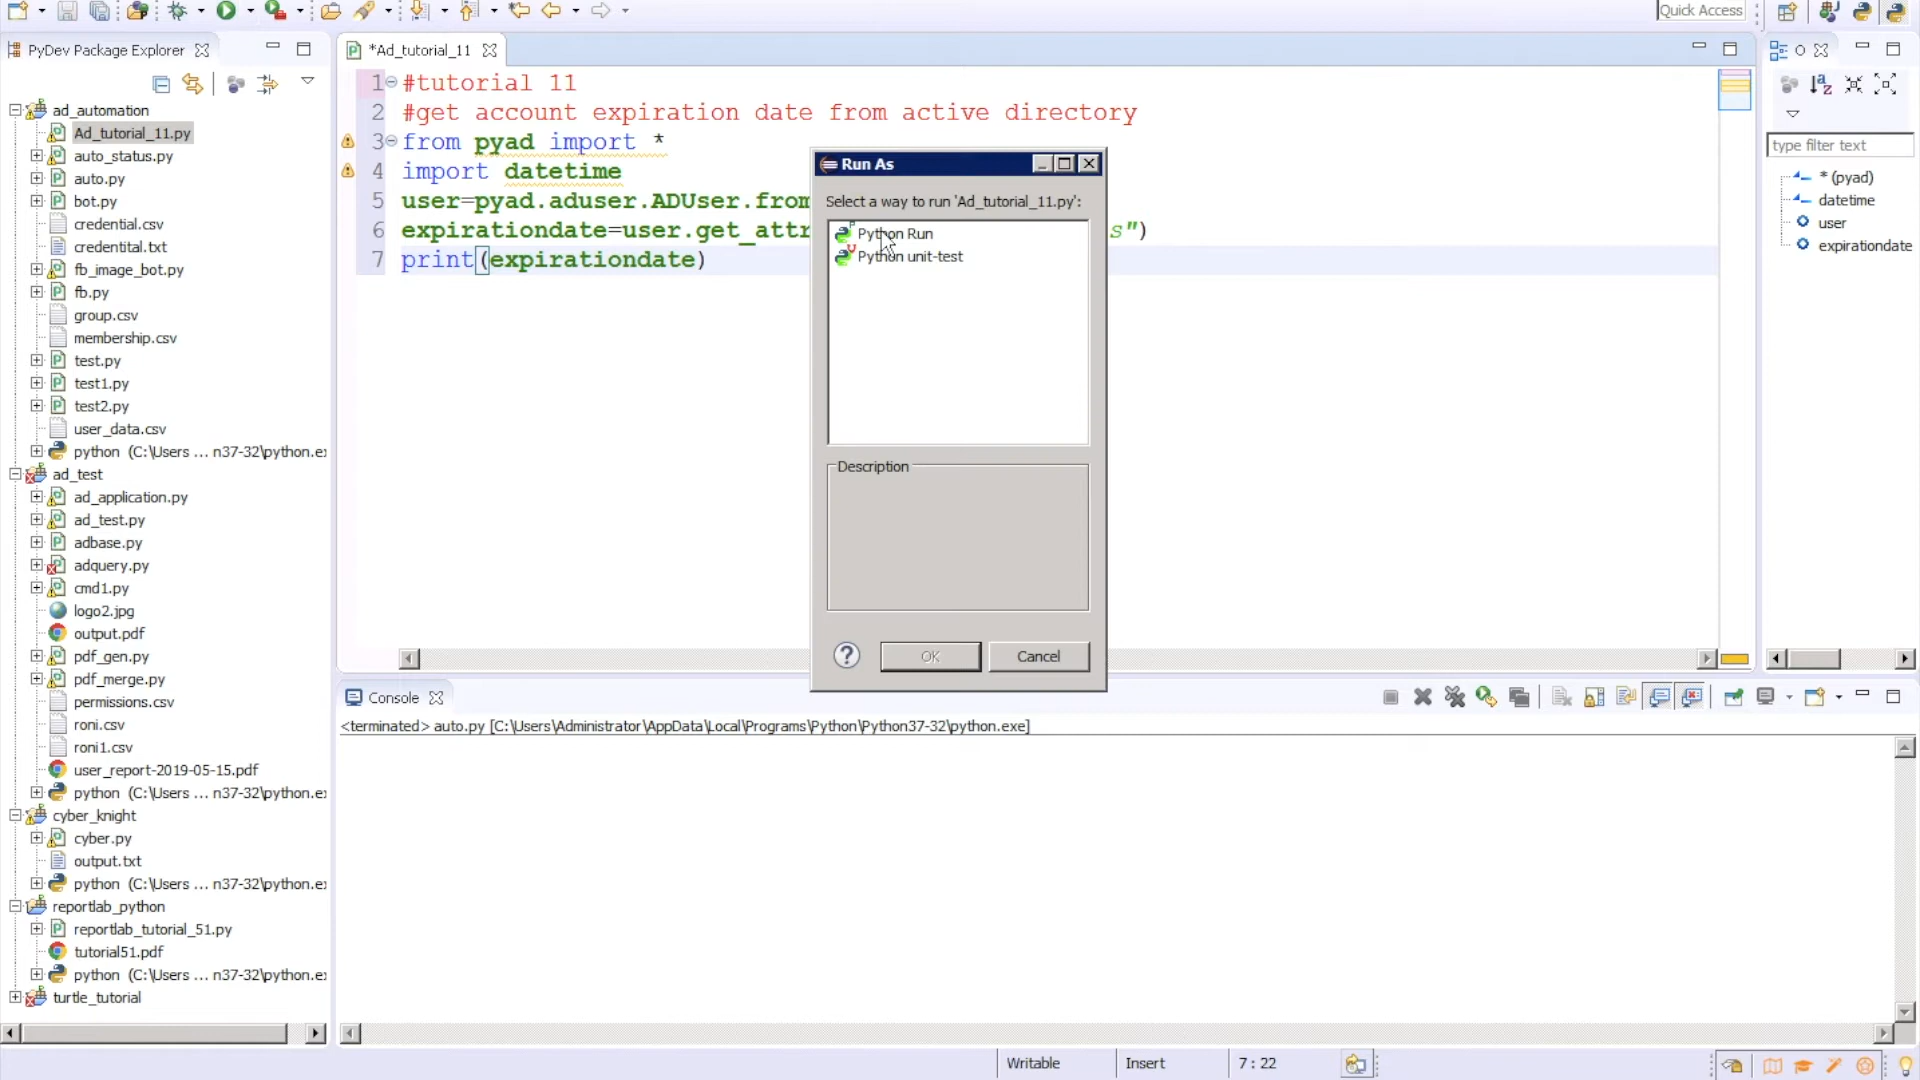 Quick Access
PyDev Package Explorer
ad_automation
Ad_tutorial_11.py
auto_status.py
auto.py
bot.py
credential.csv
credentital.txt
fb_image_bot.py
fb.py
group.csv
membership.csv
test.py
test1.py
test2.py
user_data.csv
python (C:\Users ... n37-32\python.ex
ad_test
ad_application.py
ad_test.py
adbase.py
adquery.py
cmd1.py
logo2.jpg
output.pdf
pdf_gen.py
pdf_merge.py
permissions.csv
roni.csv
roni1.csv
user_report-2019-05-15.pdf
python (C:\Users ... n37-32\python.ex
cyber_knight
cyber.py
output.txt
python (C:\Users ... n37-32\python.ex
reportlab_python
reportlab_tutorial_51.py
tutorial51.pdf
python (C:\Users ... n37-32\python.ex
turtle_tutorial
*Ad_tutorial_11
1 #tutorial 11
2 #get account expiration date from active directory
3 from pyad import *
4 import datetime
5 user=pyad.aduser.ADUser.from
6 expirationdate=user.get_attr s")
7 print(expirationdate)
Run As
Select a way to run 'Ad_tutorial_11.py':
Python Run
Python unit-test
Description
OK
Cancel
type filter text
* (pyad)
datetime
user
expirationdate
Console
<terminated> auto.py [C:\Users\Administrator\AppData\Local\Programs\Python\Python37-32\python.exe]
Writable
Insert
7 : 22